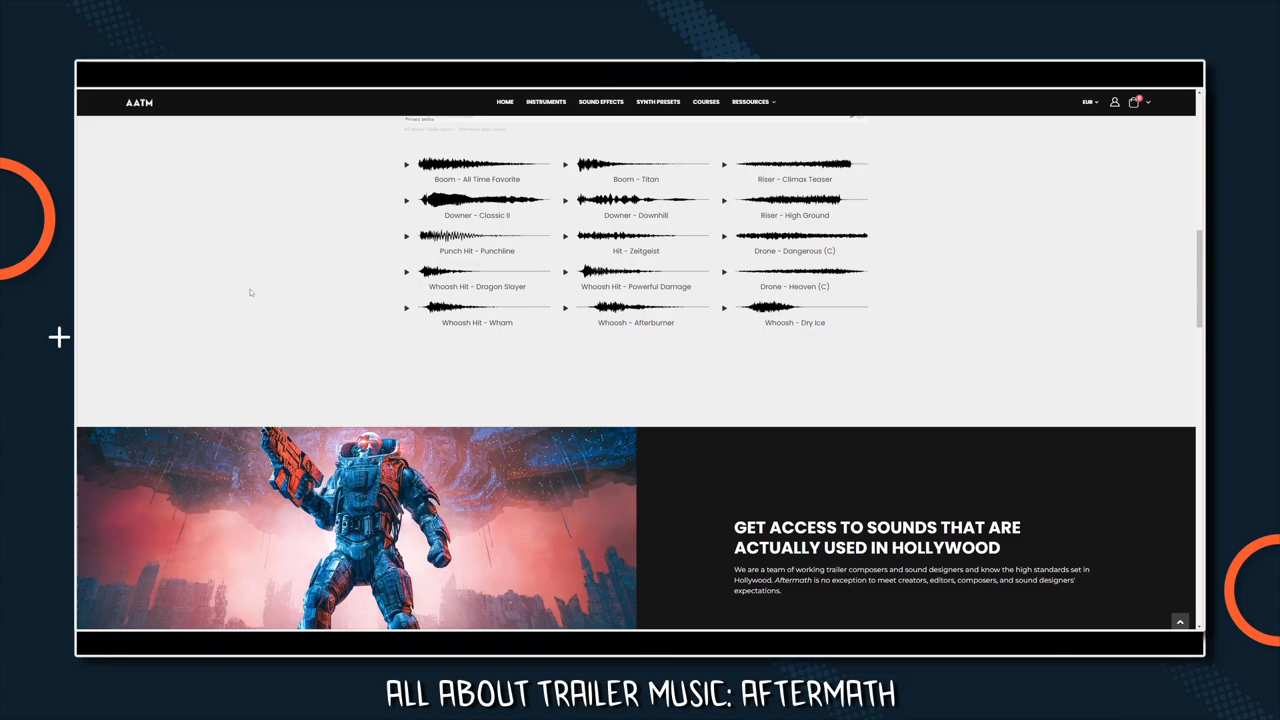 AATM
HOME INSTRUMENTS SOUND EFFECTS SYNTH PRESETS COURSES RESSOURCES
EUR
0
Privacy policy
Boom - All Time Favorite
Boom - Titan
Riser - Climax Teaser
Downer - Classic II
Downer - Downhill
Riser - High Ground
Punch Hit - Punchline
Hit - Zeitgeist
Drone - Dangerous (C)
Whoosh Hit - Dragon Slayer
Whoosh Hit - Powerful Damage
Drone - Heaven (C)
Whoosh Hit - Wham
Whoosh - Afterburner
Whoosh - Dry Ice
GET ACCESS TO SOUNDS THAT ARE
ACTUALLY USED IN HOLLYWOOD
We are a team of working trailer composers and sound designers and know the high standards set in
Hollywood. Aftermath is no exception to meet creators, editors, composers, and sound designers'
expectations.
ALL ABOUT TRAILER MUSIC: AFTERMATH